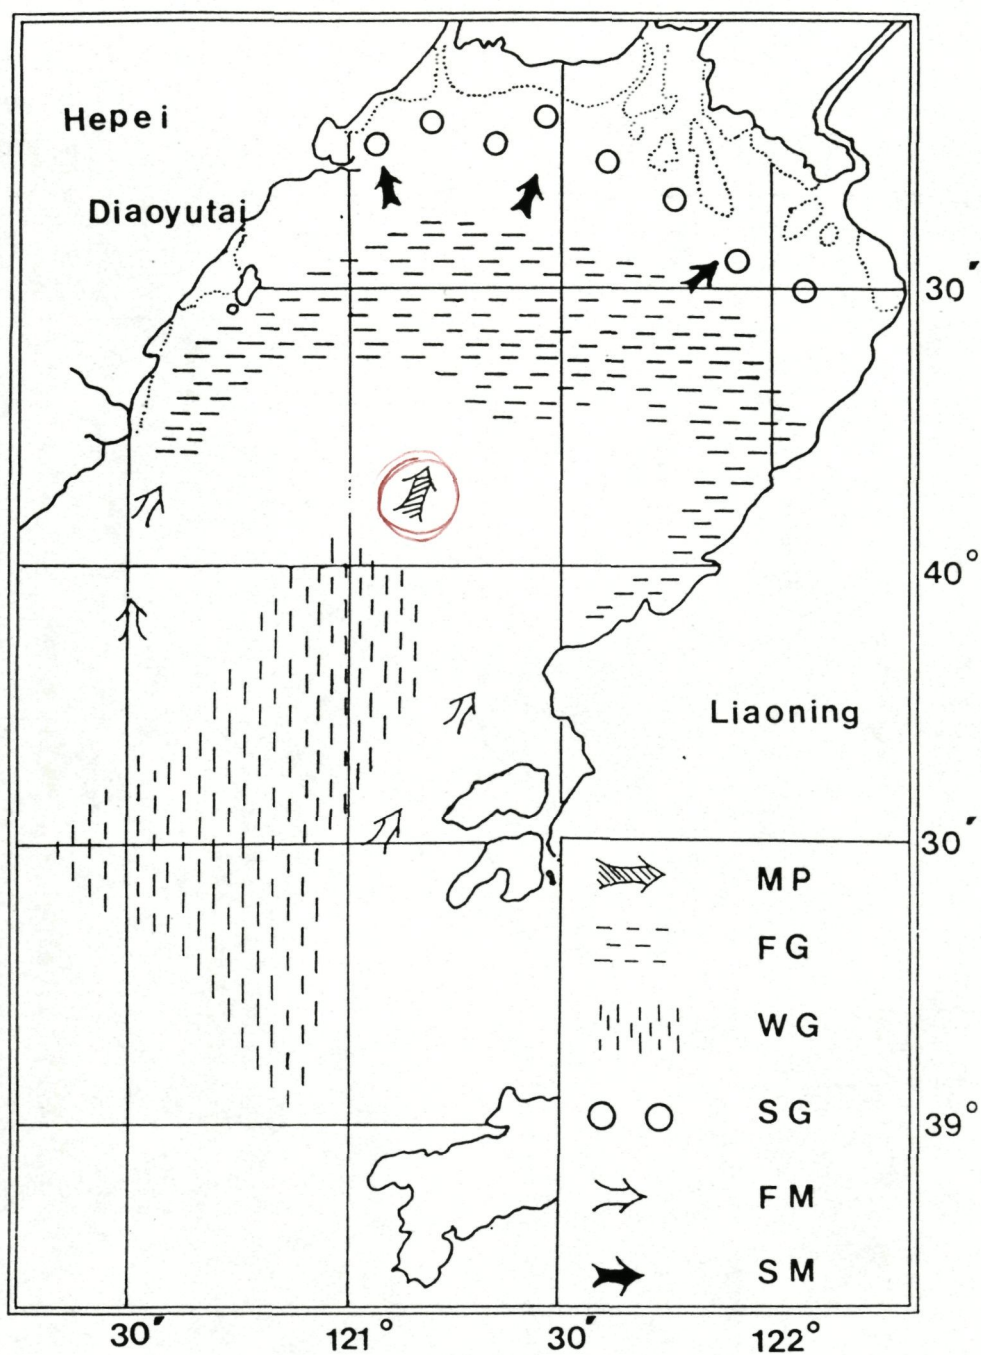 Hepei
Diaoyutai
30′
40°
Liaoning
30′
MP
FG
WG
SG
39°
FM
SM
30′ 121° 30′ 122°